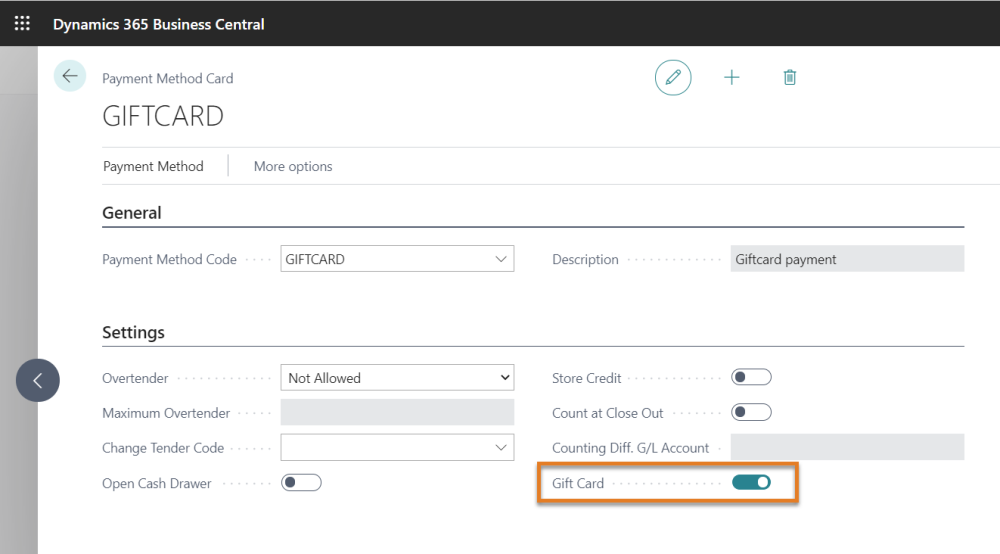 Dynamics 365 Business Central
Payment Method Card
GIFTCARD
Payment Method More options
General
Payment Method Code GIFTCARD Description Giftcard payment
Settings
Overtender Not Allowed Store Credit
Maximum Overtender Count at Close Out
Change Tender Code Counting Diff. G/L Account
Open Cash Drawer Gift Card